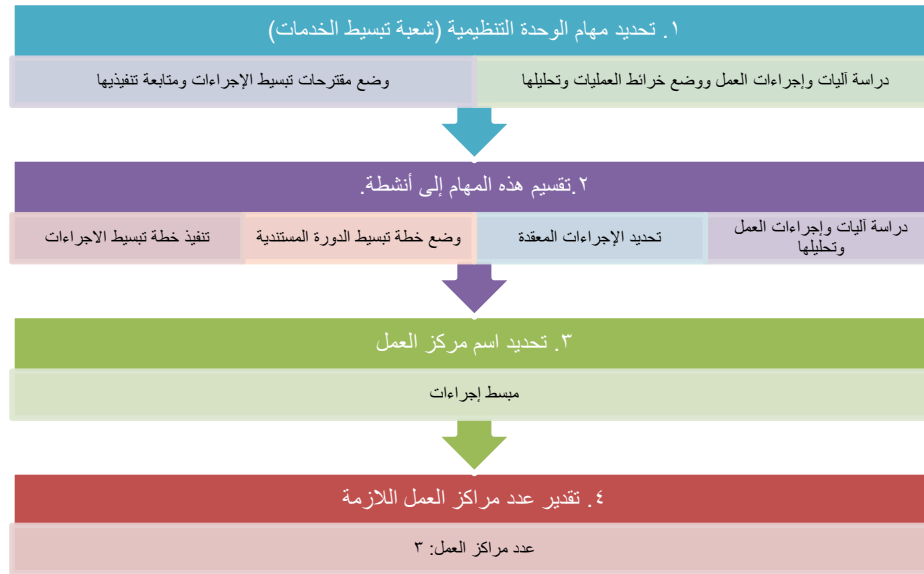 ١. تحديد مهام الوحدة التنظيمية (شعبة تبسيط الخدمات)
دراسة آليات وإجراءات العمل ووضع خرائط العمليات وتحليلها
وضع مقترحات تبسيط الإجراءات ومتابعة تنفيذيها
٢.تقسيم هذه المهام إلى أنشطة.
دراسة آليات وإجراءات العمل
وتحليلها
تحديد الإجراءات المعقدة
وضع خطة تبسيط الدورة المستندية
تنفيذ خطة تبسيط الاجراءات
٣. تحديد اسم مركز العمل
مبسط إجراءات
٤. تقدير عدد مراكز العمل اللازمة
عدد مراكز العمل: ٣